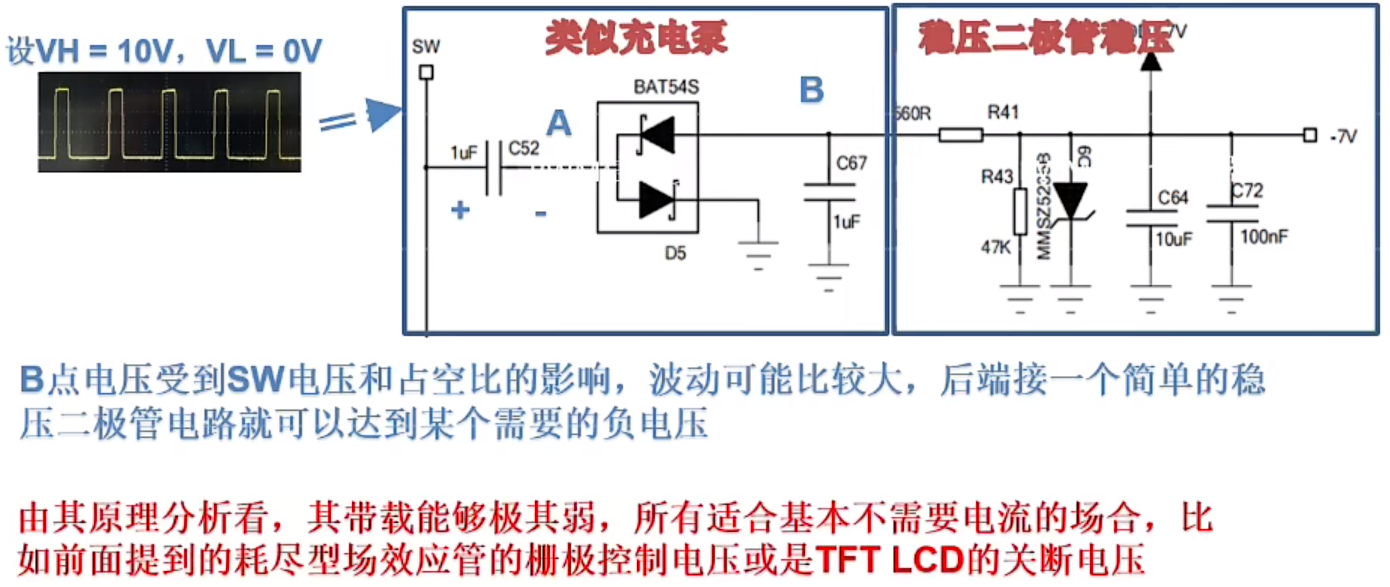 设VH = 10V，VL = 0V
SW
类似充电泵
BAT54S
A
B
1uF
C52
+
-
D5
C67
1uF
稳压二极管稳压
7V
560R
R41
-7V
R43
47K
C64
10uF
C72
100nF
B点电压受到SW电压和占空比的影响，波动可能比较大，后端接一个简单的稳
压二极管电路就可以达到某个需要的负电压
由其原理分析看，其带载能够极其弱，所有适合基本不需要电流的场合，比
如前面提到的耗尽型场效应管的栅极控制电压或是TFT LCD的关断电压